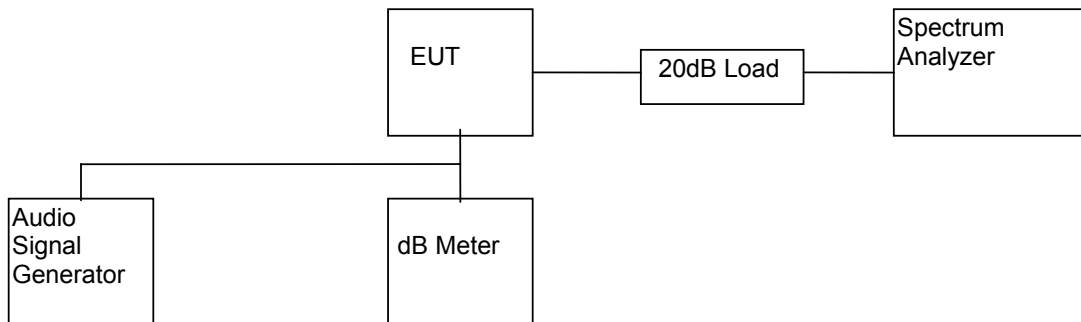 EUT
20dB Load
Spectrum
Analyzer
Audio
Signal
Generator
dB Meter